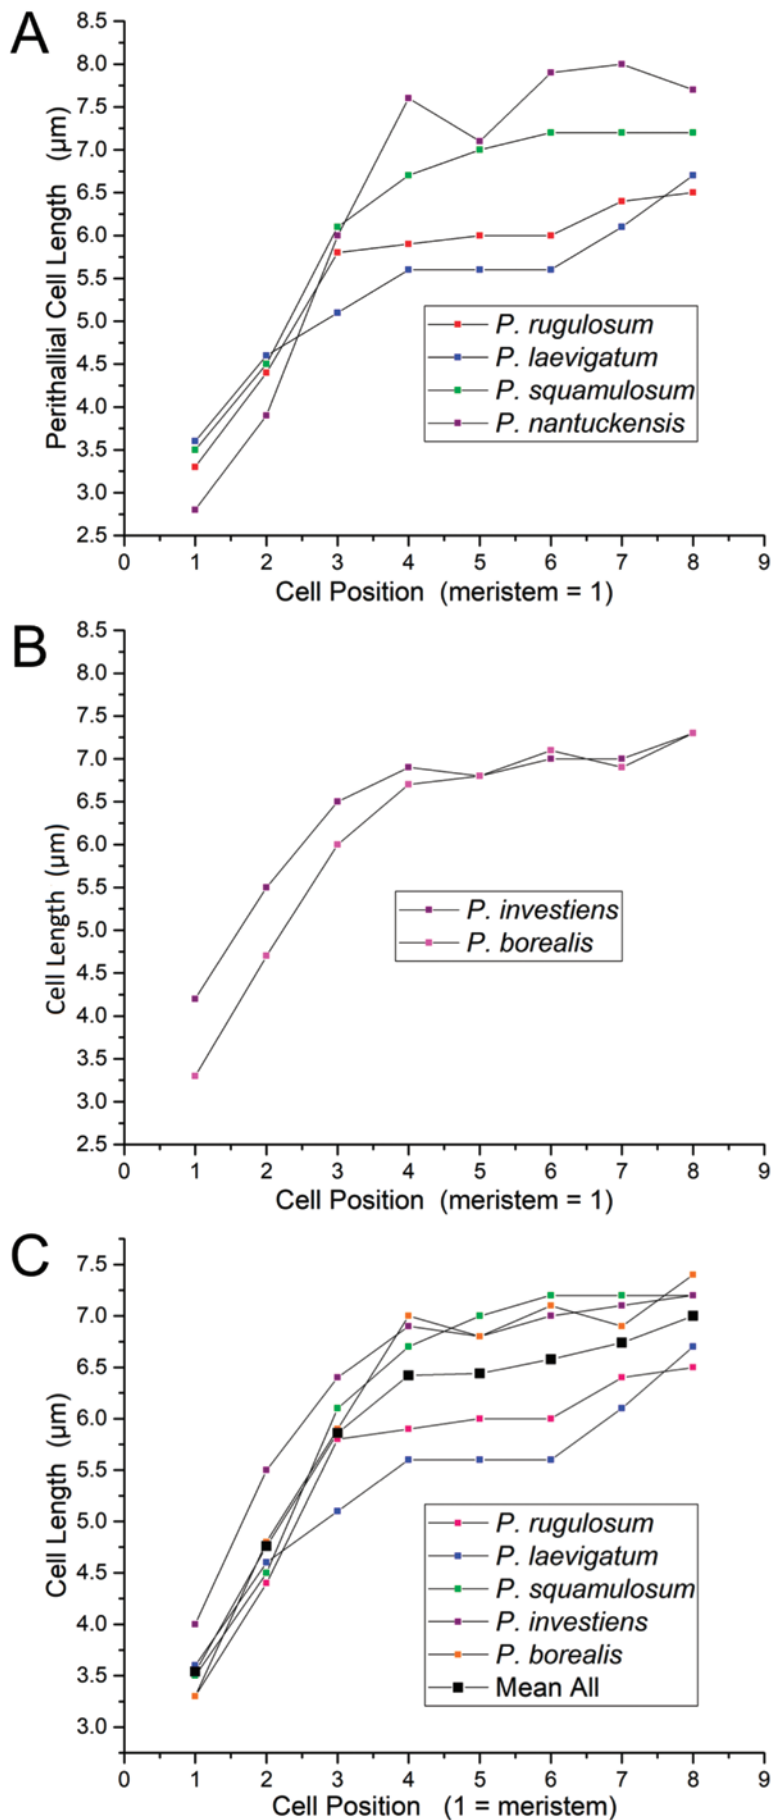 A
8.5
8.0
7.5
7.0
6.5
6.0
5.5
5.0
4.5
4.0
3.5
3.0
2.5
Perithallial Cell Length (µm)
P. rugulosum
P. laevigatum
P. squamulosum
P. nantuckensis
0 1 2 3 4 5 6 7 8 9
Cell Position (meristem = 1)
B
8.5
8.0
7.5
7.0
6.5
6.0
5.5
5.0
4.5
4.0
3.5
3.0
2.5
Cell Length (µm)
P. investiens
P. borealis
0 1 2 3 4 5 6 7 8 9
Cell Position (meristem = 1)
C
7.5
7.0
6.5
6.0
5.5
5.0
4.5
4.0
3.5
3.0
Cell Length (µm)
P. rugulosum
P. laevigatum
P. squamulosum
P. investiens
P. borealis
Mean All
0 1 2 3 4 5 6 7 8 9
Cell Position (1 = meristem)